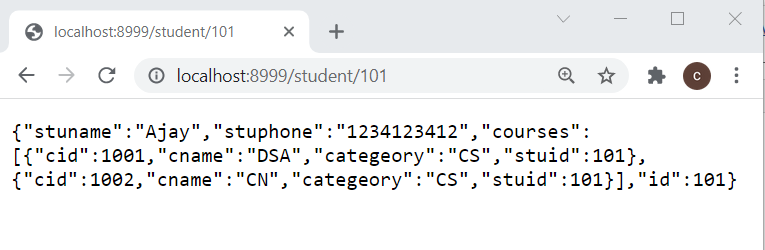 localhost:8999/student/101
localhost:8999/student/101
C
{"stuname":"Ajay","stuphone":"1234123412","courses":
[{"cid":1001,"cname":"DSA","categeory":"CS","stuid":101},
{"cid":1002,"cname":"CN","categeory":"CS","stuid":101}],"id":101}